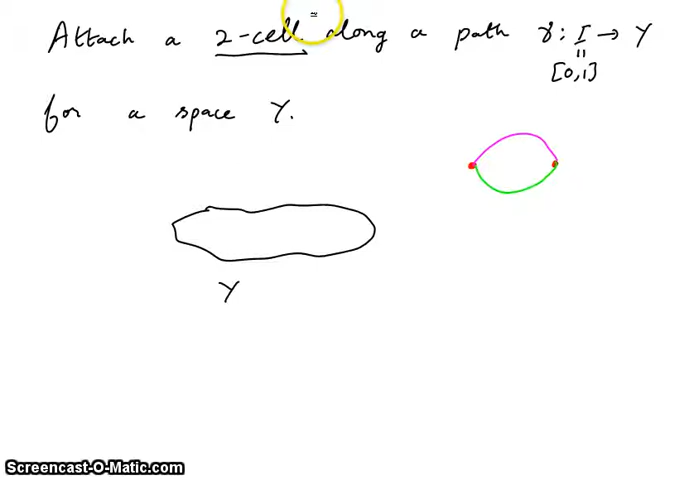 Attach a 2-cell along a path γ: I → Y
=
[0,1]
for a space Y.
Y
Screencast-O-Matic.com